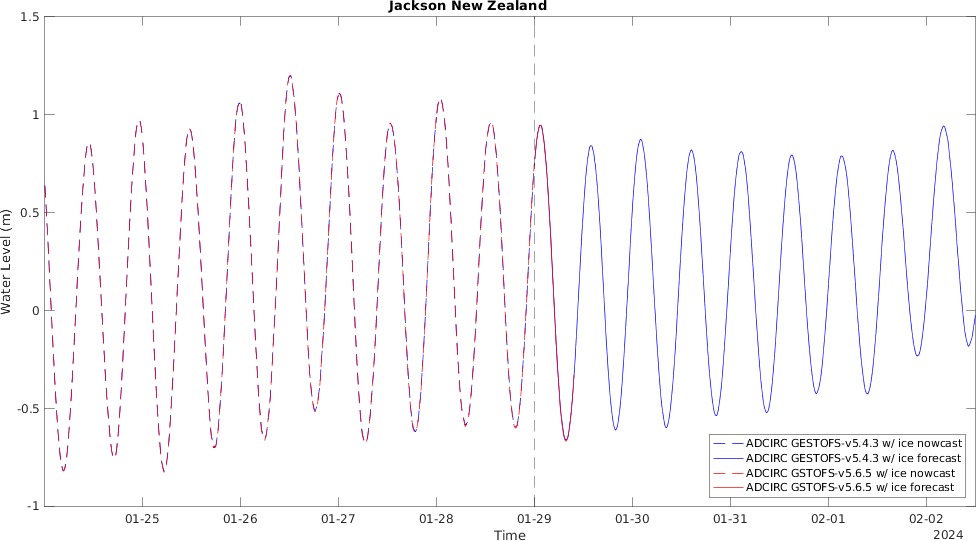 Jackson New Zealand
1.5
1
0.5
0
-0.5
-1
Water Level (m)
ADCIRC GESTOFS-v5.4.3 w/ ice nowcast
ADCIRC GESTOFS-v5.4.3 w/ ice forecast
ADCIRC GSTOFS-v5.6.5 w/ ice nowcast
ADCIRC GSTOFS-v5.6.5 w/ ice forecast
01-25 01-26 01-27 01-28 01-29 01-30 01-31 02-01 02-02
Time
2024